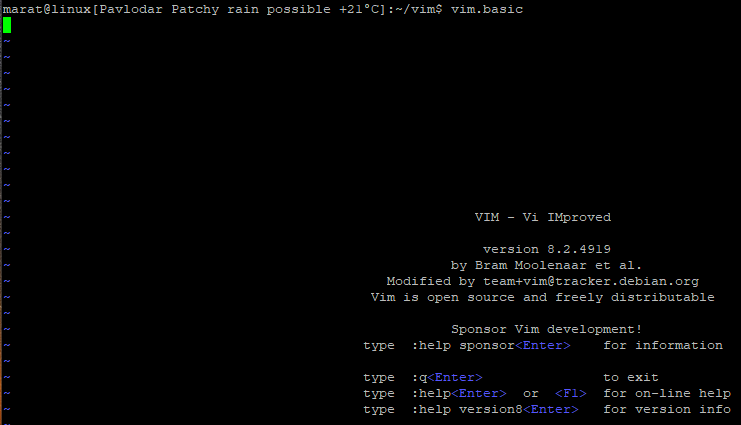 marat@linux[Pavlodar Patchy rain possible +21°C]:~/vim$ vim.basic
~
~
~
~
~
~
~
~
~
~
~
~ VIM - Vi IMproved
~
~ version 8.2.4919
~ by Bram Moolenaar et al.
~ Modified by team+vim@tracker.debian.org
~ Vim is open source and freely distributable
~
~ Sponsor Vim development!
~ type :help sponsor<Enter> for information
~
~ type :q<Enter> to exit
~ type :help<Enter> or <F1> for on-line help
~ type :help version8<Enter> for version info
~